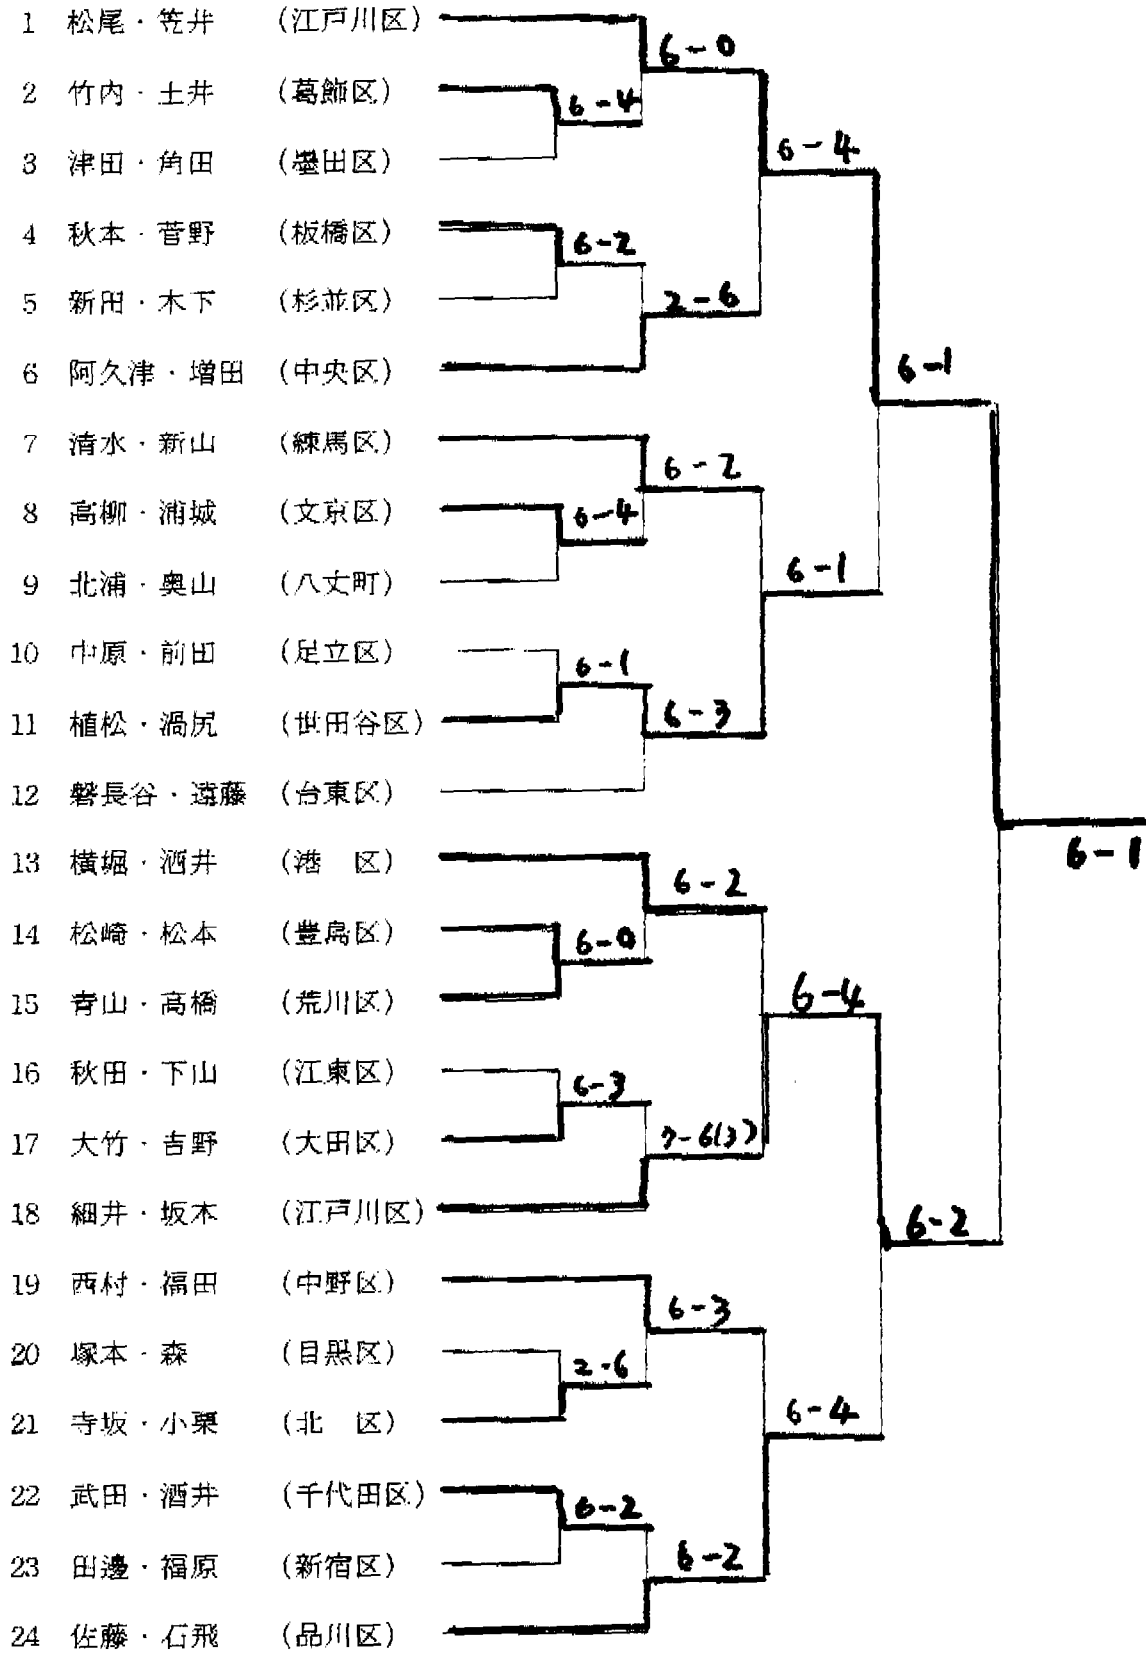 1 松尾・笠井 (江戸川区)
2 竹内・土井 (葛飾区)
3 津田・角田 (墨田区)
4 秋本・菅野 (板橋区)
5 新田・木下 (杉並区)
6 阿久津・増田 (中央区)
7 清水・新山 (練馬区)
8 高柳・浦城 (文京区)
9 北浦・奥山 (八丈町)
10 中原・前田 (足立区)
11 植松・渦尻 (世田谷区)
12 磐長谷・遠藤 (台東区)
13 横堀・酒井 (港 区)
14 松崎・松本 (豊島区)
15 青山・高橋 (荒川区)
16 秋田・下山 (江東区)
17 大竹・吉野 (大田区)
18 細井・坂本 (江戸川区)
19 西村・福田 (中野区)
20 塚本・森 (目黒区)
21 寺坂・小栗 (北 区)
22 武田・酒井 (千代田区)
23 田邊・福原 (新宿区)
24 佐藤・石飛 (品川区)
6-4
6-2
6-4
6-1
6-0
6-3
2-6
6-2
6-0
2-6
6-2
6-3
6-2
7-6(3)
6-3
6-2
6-4
6-1
6-4
6-4
6-1
6-2
6-1